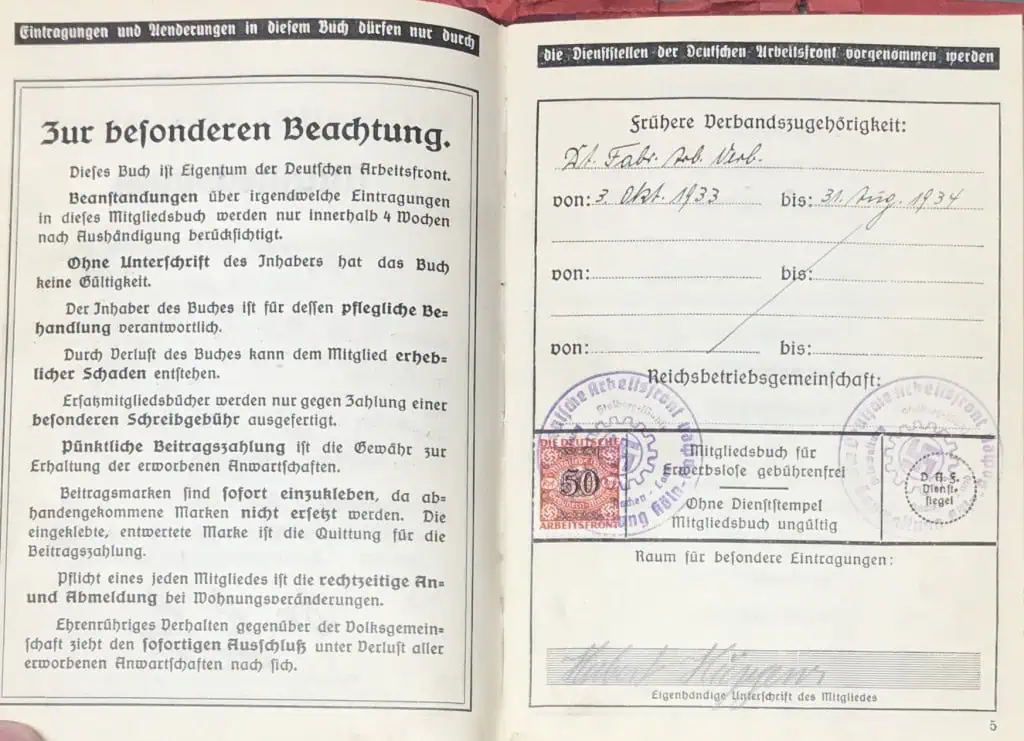 Eintragungen und Aenderungen in diesem Buch dürfen nur durch
Zur besonderen Beachtung.
Dieses Buch ist Eigentum der Deutschen Arbeitsfront.
Beanstandungen über irgendwelche Eintragungen
in dieses Mitgliedsbuch werden nur innerhalb 4 Wochen
nach Aushändigung berücksichtigt.
Ohne Unterschrift des Inhabers hat das Buch
keine Gültigkeit.
Der Inhaber des Buches ist für dessen pflegliche Be=
handlung verantwortlich.
Durch Verlust des Buches kann dem Mitglied erheb=
licher Schaden entstehen.
Ersatzmitgliedsbücher werden nur gegen Zahlung einer
besonderen Schreibgebühr ausgefertigt.
Pünktliche Beitragszahlung ist die Gewähr zur
Erhaltung der erworbenen Anwartschaften.
Beitragsmarken sind sofort einzukleben, da ab=
handengekommene Marken nicht ersetzt werden. Die
eingeklebte, entwertete Marke ist die Quittung für die
Beitragszahlung.
Pflicht eines jeden Mitgliedes ist die rechtzeitige An=
und Abmeldung bei Wohnungsveränderungen.
Ehrenrühriges Verhalten gegenüber der Volksgemein=
schaft zieht den sofortigen Ausschluß unter Verlust aller
erworbenen Anwartschaften nach sich.
die Dienststellen der Deutschen Arbeitsfront vorgenommen werden
Frühere Verbandszugehörigkeit:
Dt. Fabr. Arb. Verb.
von: 3. Okt. 1933 bis: 31. Aug. 1934
von: bis:
von: bis:
Reichsbetriebsgemeinschaft:
Deutsche Arbeitsfront
Deutsche Arbeitsfront
DIE DEUTSCHE
50
ARBEITSFRONT
Mitgliedsbuch für
Erwerbslose gebührenfrei
Ohne Dienststempel
Mitgliedsbuch ungültig
D. A. F.
Dienst=
siegel
Raum für besondere Eintragungen:
Eigenhändige Unterschrift des Mitgliedes
5